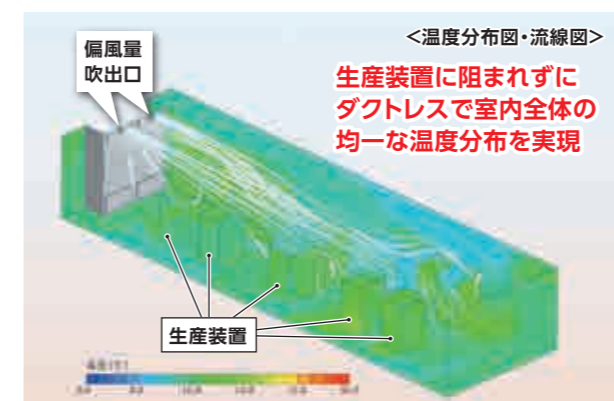 <温度分布図・流線図>
偏風量
吹出口
生産装置に阻まれずに
ダクトレスで室内全体の
均一な温度分布を実現
生産装置